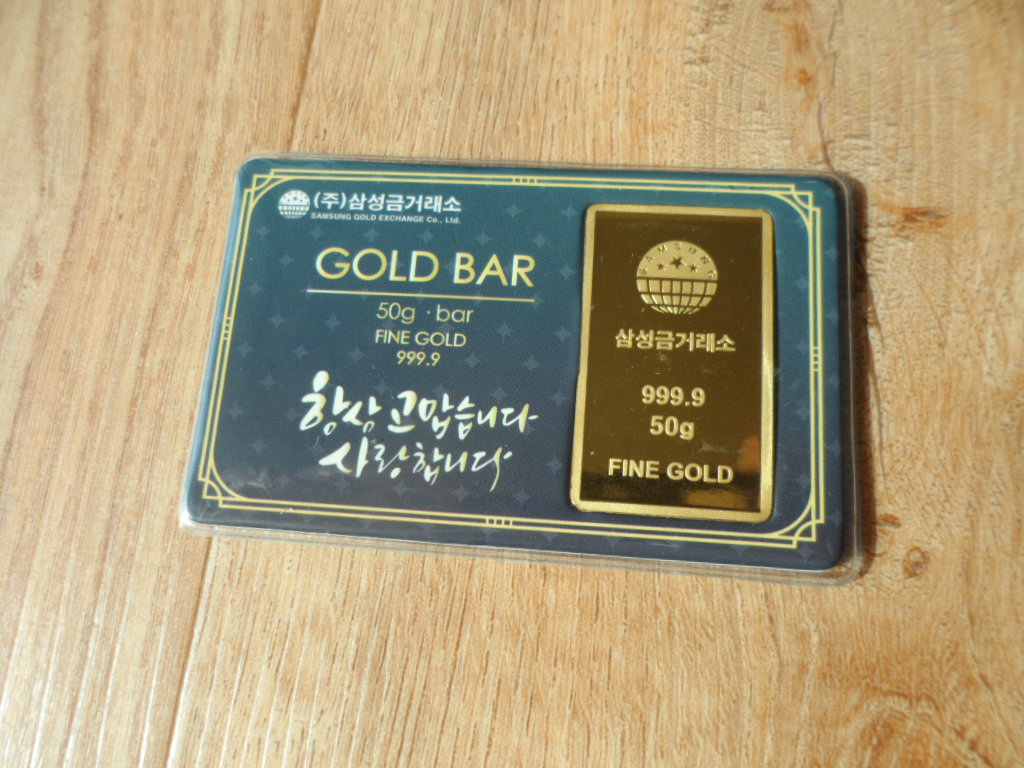 (주)삼성금거래소
SAMSUNG GOLD EXCHANGE Co., Ltd.
GOLD BAR
50g · bar
FINE GOLD
999.9
항상 고맙습니다
사랑합니다
SAMSUNG
삼성금거래소
999.9
50g
FINE GOLD